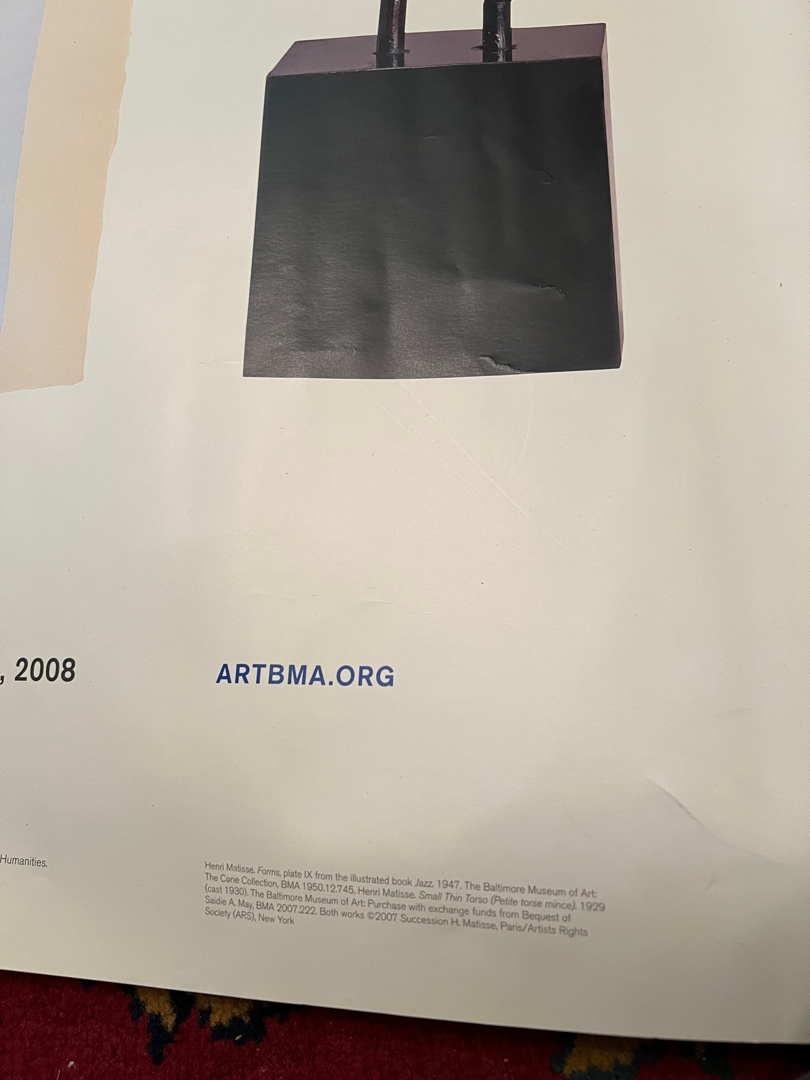 , 2008
ARTBMA.ORG
Humanities.
Henri Matisse. Forms, plate IX from the illustrated book Jazz. 1947. The Baltimore Museum of Art:
The Cone Collection, BMA 1950.12.745. Henri Matisse. Small Thin Torso (Petite torse mince). 1929
(cast 1930). The Baltimore Museum of Art: Purchase with exchange funds from Bequest of
Saidie A. May, BMA 2007.222. Both works ©2007 Succession H. Matisse, Paris/Artists Rights
Society (ARS), New York